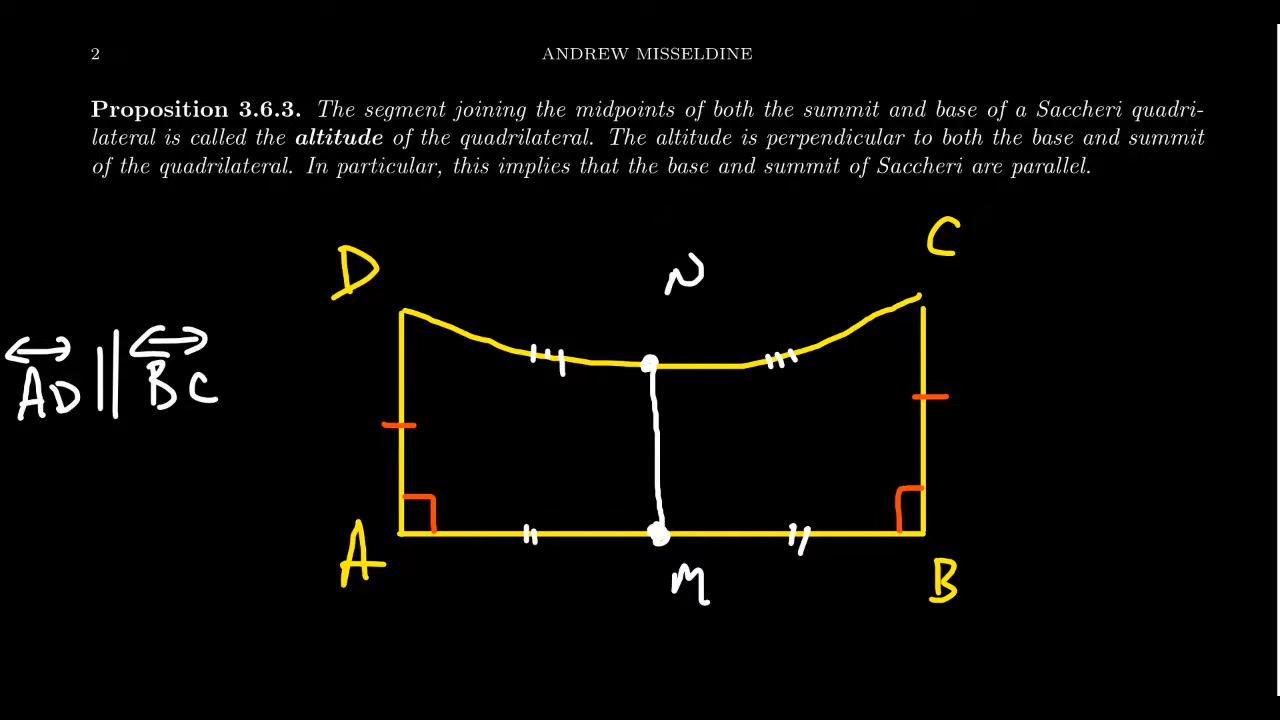 2 ANDREW MISSELDINE
Proposition 3.6.3. The segment joining the midpoints of both the summit and base of a Saccheri quadri-
lateral is called the altitude of the quadrilateral. The altitude is perpendicular to both the base and summit
of the quadrilateral. In particular, this implies that the base and summit of Saccheri are parallel.
D
N
C
AD || BC
A
M
B